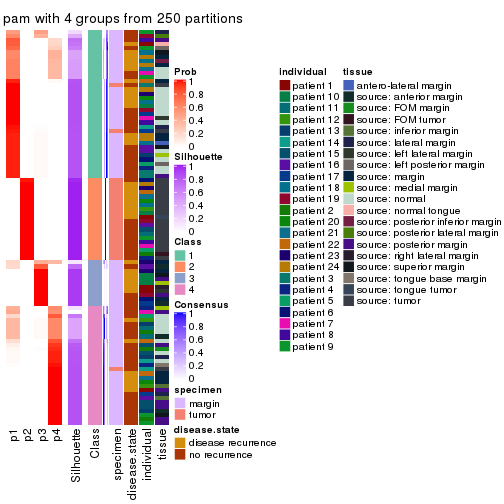 pam with 4 groups from 250 partitions
Prob
1
0.8
0.6
0.4
0.2
0
Silhouette
1
0.8
0.6
0.4
0.2
0
Class
1
2
3
4
Consensus
1
0.8
0.6
0.4
0.2
0
specimen
margin
tumor
disease.state
disease recurrence
no recurrence
individual
patient 1
patient 10
patient 11
patient 12
patient 13
patient 14
patient 15
patient 16
patient 17
patient 18
patient 19
patient 2
patient 20
patient 21
patient 22
patient 23
patient 24
patient 3
patient 4
patient 5
patient 6
patient 7
patient 8
patient 9
tissue
antero-lateral margin
source: anterior margin
source: FOM margin
source: FOM tumor
source: inferior margin
source: lateral margin
source: left lateral margin
source: left posterior margin
source: margin
source: medial margin
source: normal
source: normal tongue
source: posterior inferior margin
source: posterior lateral margin
source: posterior margin
source: right lateral margin
source: superior margin
source: tongue base margin
source: tongue tumor
source: tumor
p1
p2
p3
p4
Silhouette
Class
specimen
disease.state
individual
tissue